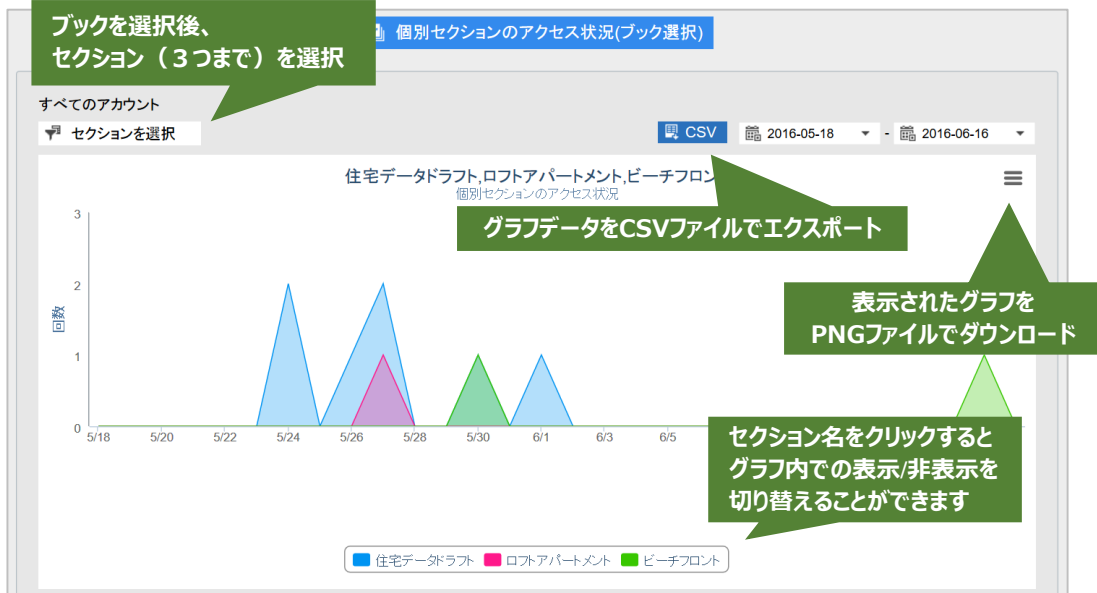 ブックを選択後、
セクション（３つまで）を選択
個別セクションのアクセス状況(ブック選択)
すべてのアカウント
セクションを選択
CSV
2016-05-18 - 2016-06-16
住宅データドラフト,ロフトアパートメント,ビーチフロン
個別セクションのアクセス状況
グラフデータをCSVファイルでエクスポート
表示されたグラフを
PNGファイルでダウンロード
回数
3
2
1
0
5/18 5/20 5/22 5/24 5/26 5/28 5/30 6/1 6/3 6/5
セクション名をクリックすると
グラフ内での表示/非表示を
切り替えることができます
住宅データドラフト ロフトアパートメント ビーチフロント